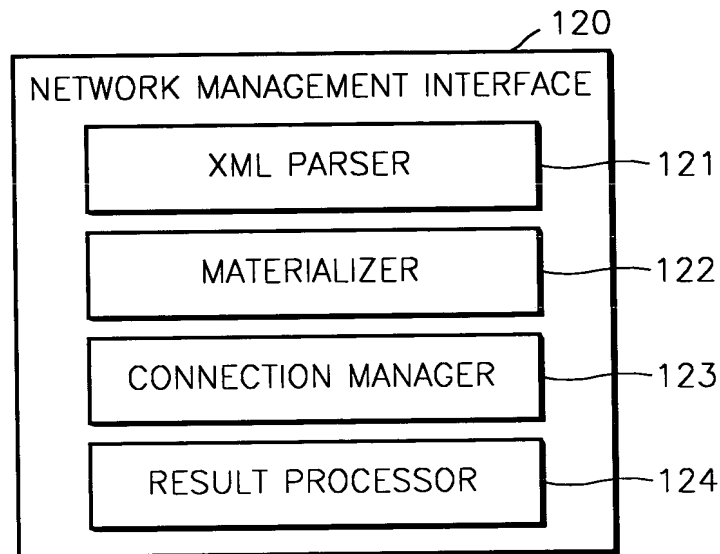 120
NETWORK MANAGEMENT INTERFACE
XML PARSER
121
MATERIALIZER
122
CONNECTION MANAGER
123
RESULT PROCESSOR
124